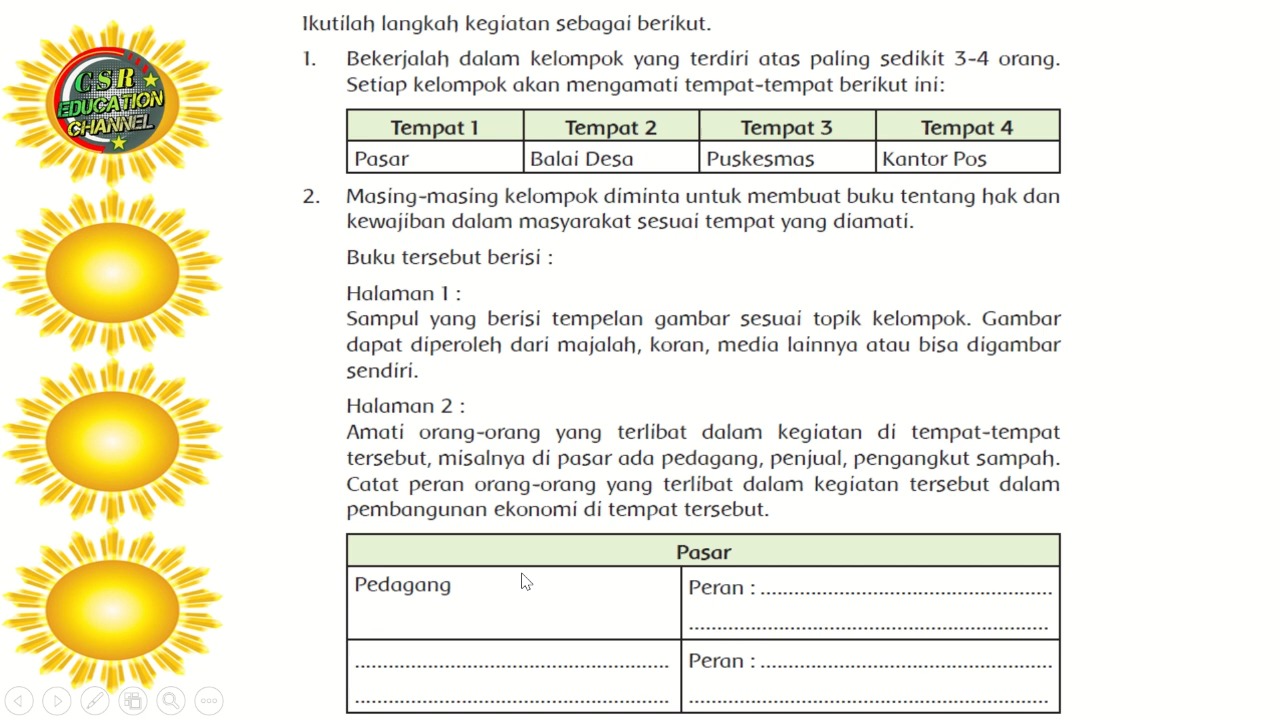 CSR
EDUCATION
CHANNEL
Ikutilah langkah kegiatan sebagai berikut.
1. Bekerjalah dalam kelompok yang terdiri atas paling sedikit 3-4 orang.
Setiap kelompok akan mengamati tempat-tempat berikut ini:
Tempat 1 Tempat 2 Tempat 3 Tempat 4
Pasar Balai Desa Puskesmas Kantor Pos
2. Masing-masing kelompok diminta untuk membuat buku tentang hak dan
kewajiban dalam masyarakat sesuai tempat yang diamati.
Buku tersebut berisi :
Halaman 1 :
Sampul yang berisi tempelan gambar sesuai topik kelompok. Gambar
dapat diperoleh dari majalah, koran, media lainnya atau bisa digambar
sendiri.
Halaman 2 :
Amati orang-orang yang terlibat dalam kegiatan di tempat-tempat
tersebut, misalnya di pasar ada pedagang, penjual, pengangkut sampah.
Catat peran orang-orang yang terlibat dalam kegiatan tersebut dalam
pembangunan ekonomi di tempat tersebut.
Pasar
Pedagang Peran : ....................................................
................................................................
........................................................ Peran : ....................................................
........................................................ ................................................................